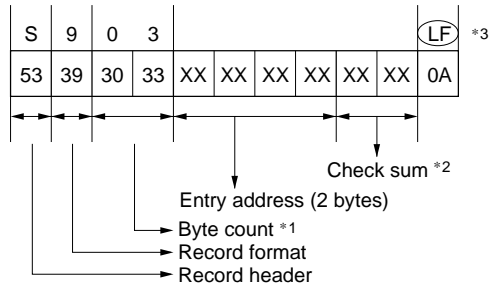 S 9 0 3 LF *3
53 39 30 33 XX XX XX XX XX XX 0A
Check sum *2
Entry address (2 bytes)
Byte count *1
Record format
Record header